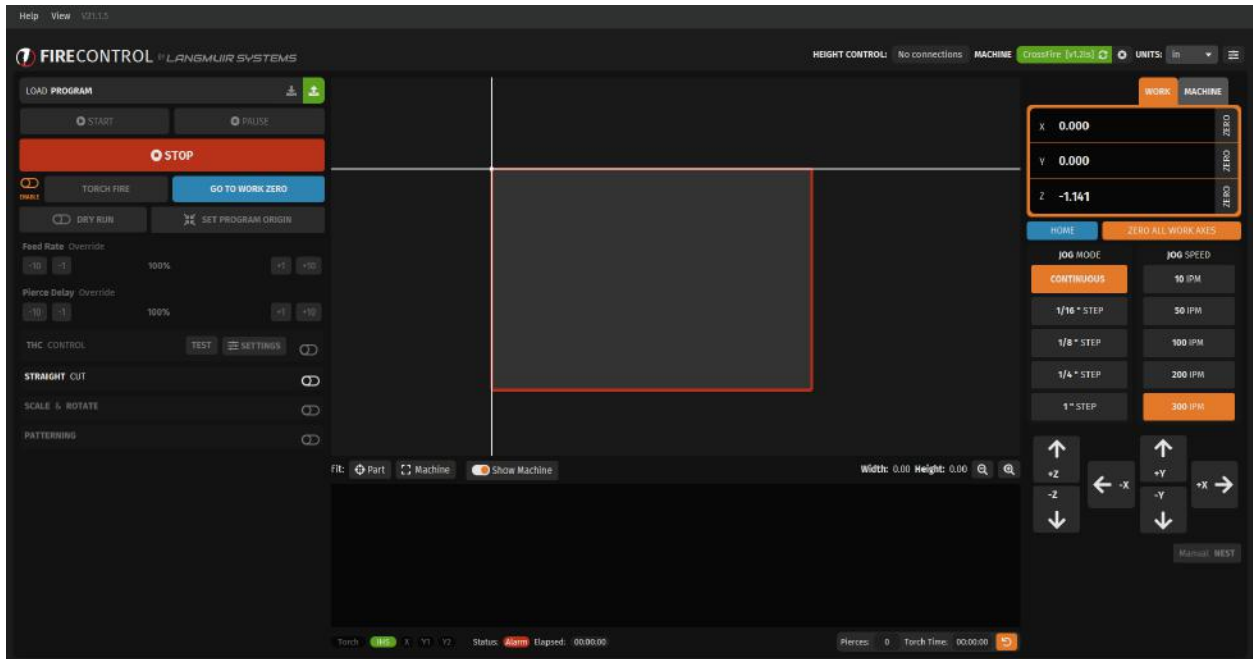 Help View V21.1.5
FIRECONTROL BY LANGMUIR SYSTEMS
HEIGHT CONTROL: No connections MACHINE CrossFire [v1.2ls] UNITS: in
LOAD PROGRAM
START PAUSE
STOP
ENABLE TORCH FIRE GO TO WORK ZERO
DRY RUN SET PROGRAM ORIGIN
Feed Rate Override
-10 -1 100% +1 +10
Pierce Delay Override
-10 -1 100% +1 +10
THC CONTROL TEST SETTINGS
STRAIGHT CUT
SCALE & ROTATE
PATTERNING
Fit: Part Machine Show Machine Width: 0.00 Height: 0.00
Torch IHS X Y1 Y2 Status: Alarm Elapsed: 00:00:00 Pierces: 0 Torch Time: 00:00:00
WORK MACHINE
X 0.000 ZERO
Y 0.000 ZERO
Z -1.141 ZERO
HOME ZERO ALL WORK AXES
JOG MODE JOG SPEED
CONTINUOUS 10 IPM
1/16 " STEP 50 IPM
1/8 " STEP 100 IPM
1/4 " STEP 200 IPM
1 " STEP 300 IPM
+Z +Y
-X +X
-Z -Y
Manual NEST